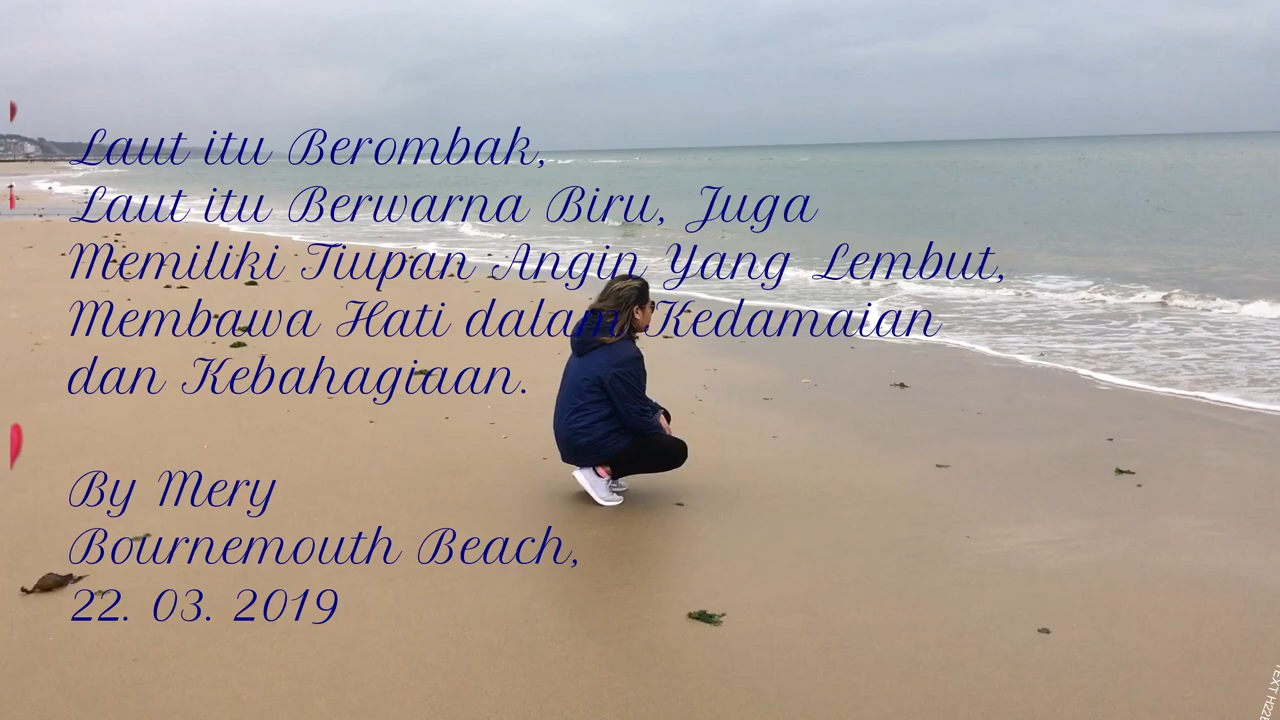 Laut itu Berombak,
Laut itu Berwarna Biru, Juga
Memiliki Tiupan Angin Yang Lembut,
Membawa Hati dalam Kedamaian
dan Kebahagiaan.
By Mery
Bournemouth Beach,
22. 03. 2019
TEXT